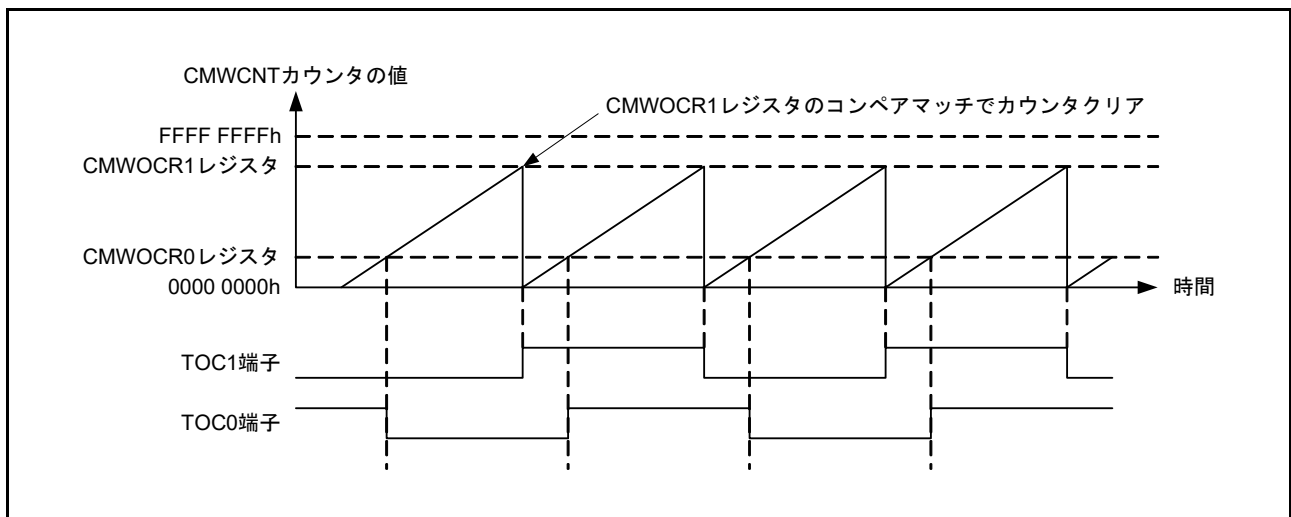 CMWCNTカウンタの値
CMWOCR1レジスタのコンペアマッチでカウンタクリア
FFFF FFFFh
CMWOCR1レジスタ
CMWOCR0レジスタ
0000 0000h
時間
TOC1端子
TOC0端子